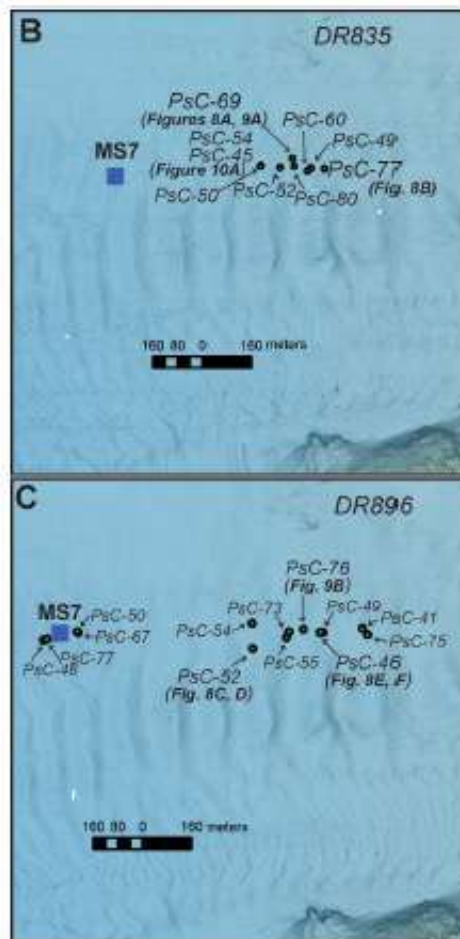 B
DR835
PsC-69
(Figures 8A, 9A)
PsC-60
PsC-54
PsC-49
PsC-45
MS7
(Figure 10A)
PsC-77
PsC-50
PsC-52
PsC-80
(Fig. 8B)
160 80 0 160 meters
C
DR896
PsC-76
(Fig. 9B)
MS7
PsC-50
PsC-73
PsC-49
PsC-41
PsC-67
PsC-54
PsC-77
PsC-55
PsC-46
PsC-75
PsC-52
(Fig. 8C, D)
(Fig. 8E, F)
160 80 0 160 meters